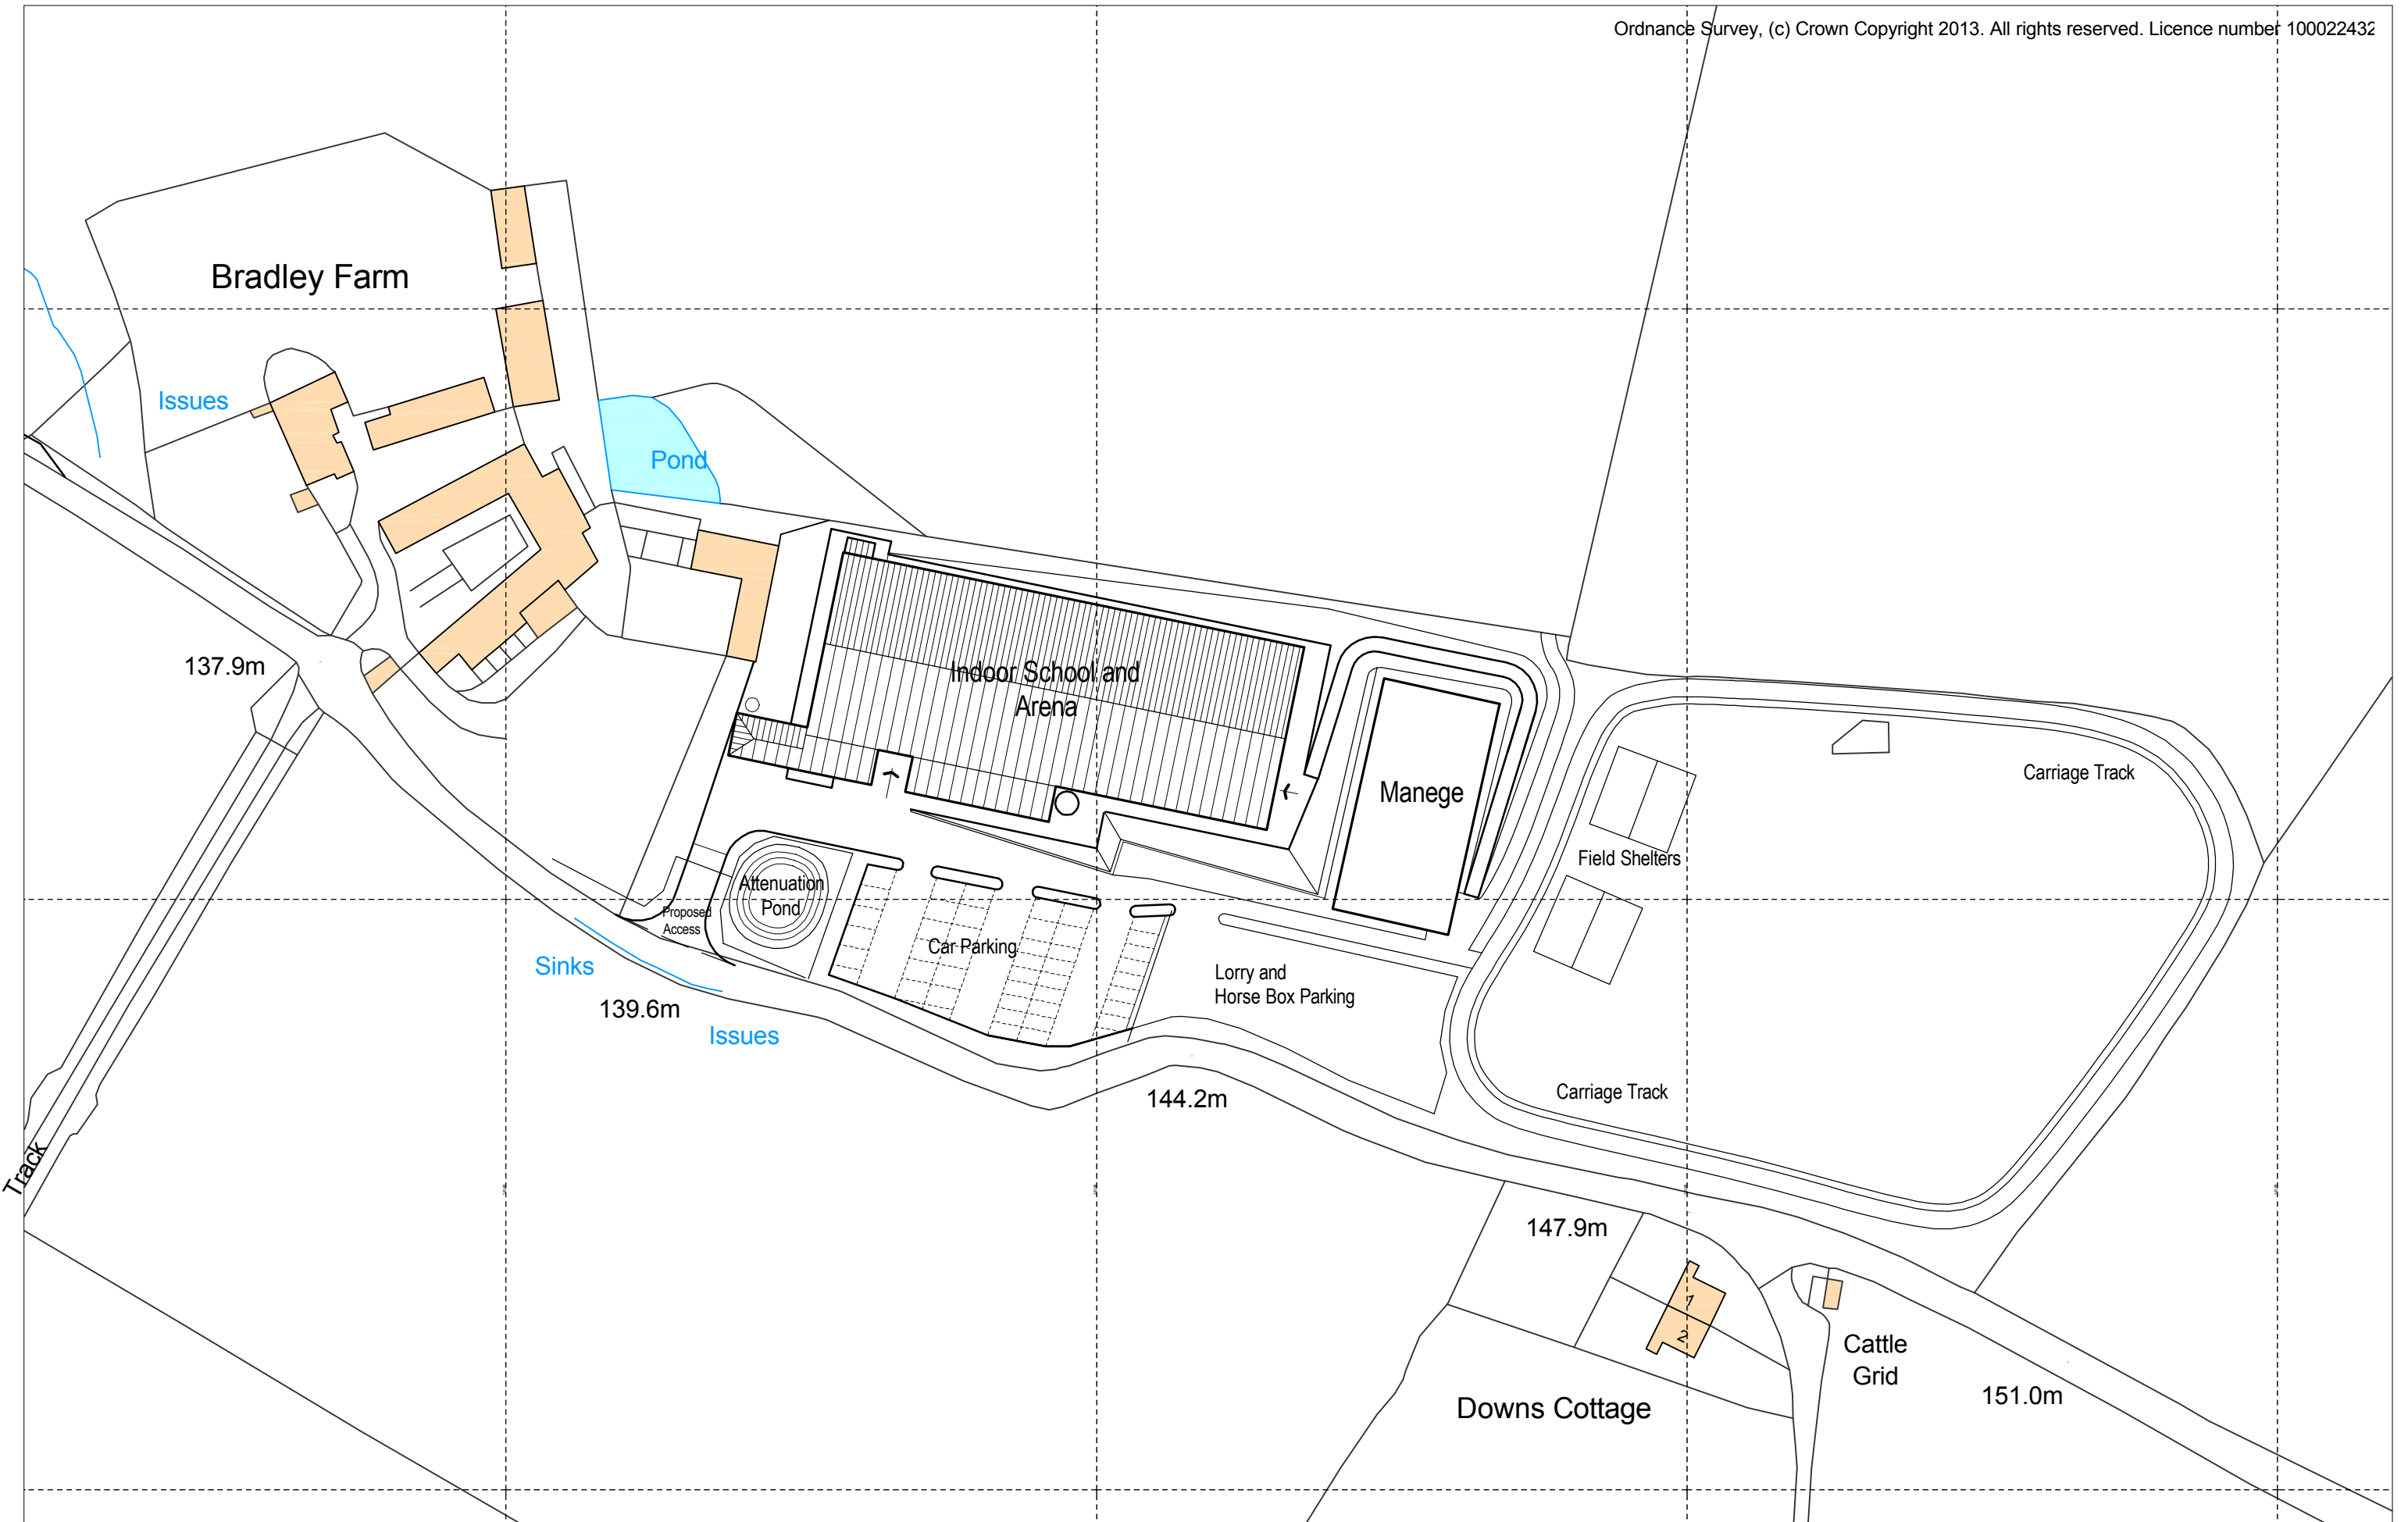 Ordnance Survey, (c) Crown Copyright 2013. All rights reserved. Licence number 100022432
Bradley Farm
Issues
Pond
137.9m
Indoor School and
Arena
Manege
Carriage Track
Field Shelters
Attenuation
Pond
Proposed
Access
Car Parking
Sinks
139.6m
Issues
Lorry and
Horse Box Parking
144.2m
Carriage Track
Track
147.9m
1
2
Cattle
Grid
151.0m
Downs Cottage